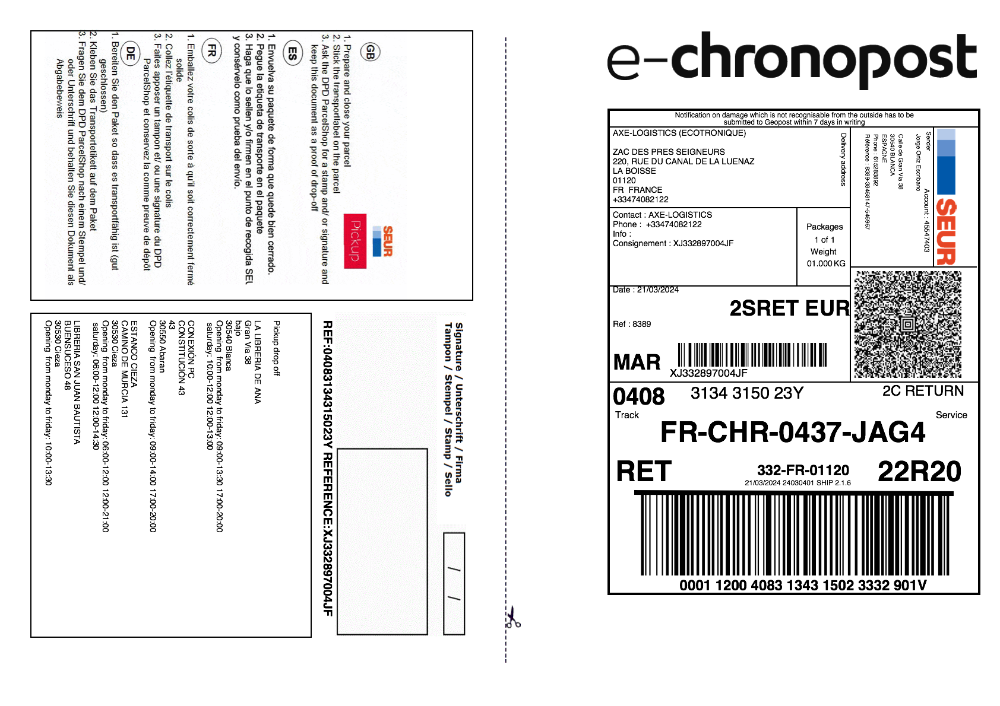 GB
1. Prepare and close your parcel
2. Stick the transportlabel on the parcel
3. Ask the DPD ParcelShop for a stamp and/ or signature and
keep this document as a proof of drop-off
ES
1. Envuelva su paquete de forma que quede bien cerrado.
2. Pegue la etiqueta de transporte en el paquete
3. Haga que lo sellen y/o firmen en el punto de recogida SEU
y consérvelo como prueba del envío.
FR
1. Emballez votre colis de sorte à qu'il soit correctement fermé
solide
2. Collez l'étiquette de transport sur le colis
3. Faites apposer un tampon et/ ou une signature du DPD
ParcelShop et conservez la comme preuve de dépôt
DE
1. Bereiten Sie den Paket so dass es transportfähig ist (gut
geschlossen)
2. Kleben Sie das Transportetikett auf dem Paket
3. Fragen Sie dem DPD ParcelShop nach einem Stempel und/
oder Unterschrift und behalten Sie diesen Dokument als
Abgabebeweis
SEUR
Pickup
Signature / Unterschrift / Firma
Tampon / Stempel / Stamp / Sello
/ /
REF:04083134315023Y REFERENCE:XJ332897004JF
Pickup drop off
LA LIBRERIA DE ANA
Gran Via 38
bajo
30540 Blanca
Opening from monday to friday: 09:00-13:30 17:00-20:00
saturday: 10:00-12:00 12:00-13:00
CONEXIÓN PC
CONSTITUCIÓN 43
43
30550 Abaran
Opening from monday to friday: 09:00-14:00 17:00-20:00
ESTANCO CIEZA
CAMINO DE MURCIA 131
30530 Cieza
Opening from monday to friday: 06:00-12:00 12:00-21:00
saturday: 06:00-12:00 12:00-14:30
LIBRERIA SAN JUAN BAUTISTA
BUENSUCESO 48
30530 Cieza
Opening from monday to friday: 10:00-13:30
e-chronopost
Notification on damage which is not recognisable from the outside has to be
submitted to Geopost within 7 days in writing
AXE-LOGISTICS (ECOTRONIQUE)
ZAC DES PRES SEIGNEURS
220, RUE DU CANAL DE LA LUENAZ
LA BOISSE
01120
FR FRANCE
+33474082122
Delivery address
Sender Account : 45547403
Jorge Ortiz Escribano
Calle de Gran Vía 38
30540 BLANCA
ESPAGNE
Phone : 615283892
Référence : 8389-38468147-546967
SEUR
Contact : AXE-LOGISTICS
Phone : +33474082122
Info :
Consignement : XJ332897004JF
Packages
1 of 1
Weight
01.000 KG
Date : 21/03/2024
2SRET EUR
Ref : 8389
MAR
XJ332897004JF
0408 3134 3150 23Y 2C RETURN
Track Service
FR-CHR-0437-JAG4
RET 332-FR-01120 22R20
21/03/2024 24030401 SHIP 2.1.6
0001 1200 4083 1343 1502 3332 901V